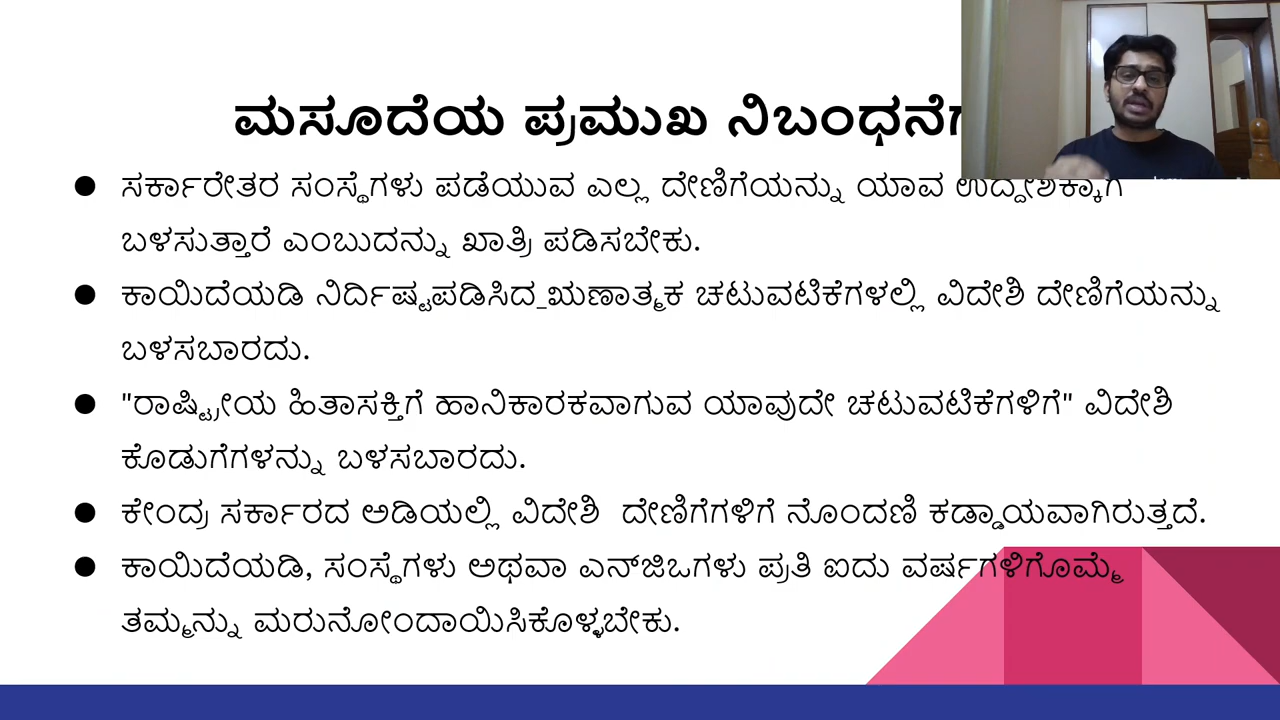 ಮಸೂದೆಯ ಪ್ರಮುಖ
ಸರ್ಕಾರೇತರ ಸಂಸ್ಥೆಗಳು ಪಡೆಯುವ ಎಲ್ಲ ದೇಣಿಗೆಯನ್ನು ಯಾವ ಉದ್ದೇಶಕ್ಕಾಗಿ
ಬಳಸುತ್ತಾರೆ ಎಂಬುದನ್ನು ಖಾತ್ರಿ ಪಡಿಸಬೇಕು.
ಕಾಯಿದೆಯಡಿ ನಿರ್ದಿಷ್ಟಪಡಿಸಿದ_ಋಣಾತ್ಮಕ ಚಟುವಟಿಕೆಗಳಲ್ಲಿ ವಿದೇಶಿ ದೇಣಿಗೆಯನ್ನು
ಬಳಸಬಾರದು.
"ರಾಷ್ಟ್ರೀಯ ಹಿತಾಸಕ್ತಿಗೆ ಹಾನಿಕಾರಕವಾಗುವ ಯಾವುದೇ ಚಟುವಟಿಕೆಗಳಿಗೆ" ವಿದೇಶಿ
ಕೊಡುಗೆಗಳನ್ನು ಬಳಸಬಾರದು.
ಕೇಂದ್ರ ಸರ್ಕಾರದ ಅಡಿಯಲ್ಲಿ ವಿದೇಶಿ ದೇಣಿಗೆಗಳಿಗೆ ನೊಂದಣಿ ಕಡ್ಡಾಯವಾಗಿರುತ್ತದೆ.
ಕಾಯಿದೆಯಡಿ, ಸಂಸ್ಥೆಗಳು ಅಥವಾ ಎನ್‌ಜಿಒಗಳು ಪ್ರತಿ ಐದು ವರ್ಷಗಳಿಗೊಮ್ಮೆ
ತಮ್ಮನ್ನು ಮರುನೋಂದಾಯಿಸಿಕೊಳ್ಳಬೇಕು.